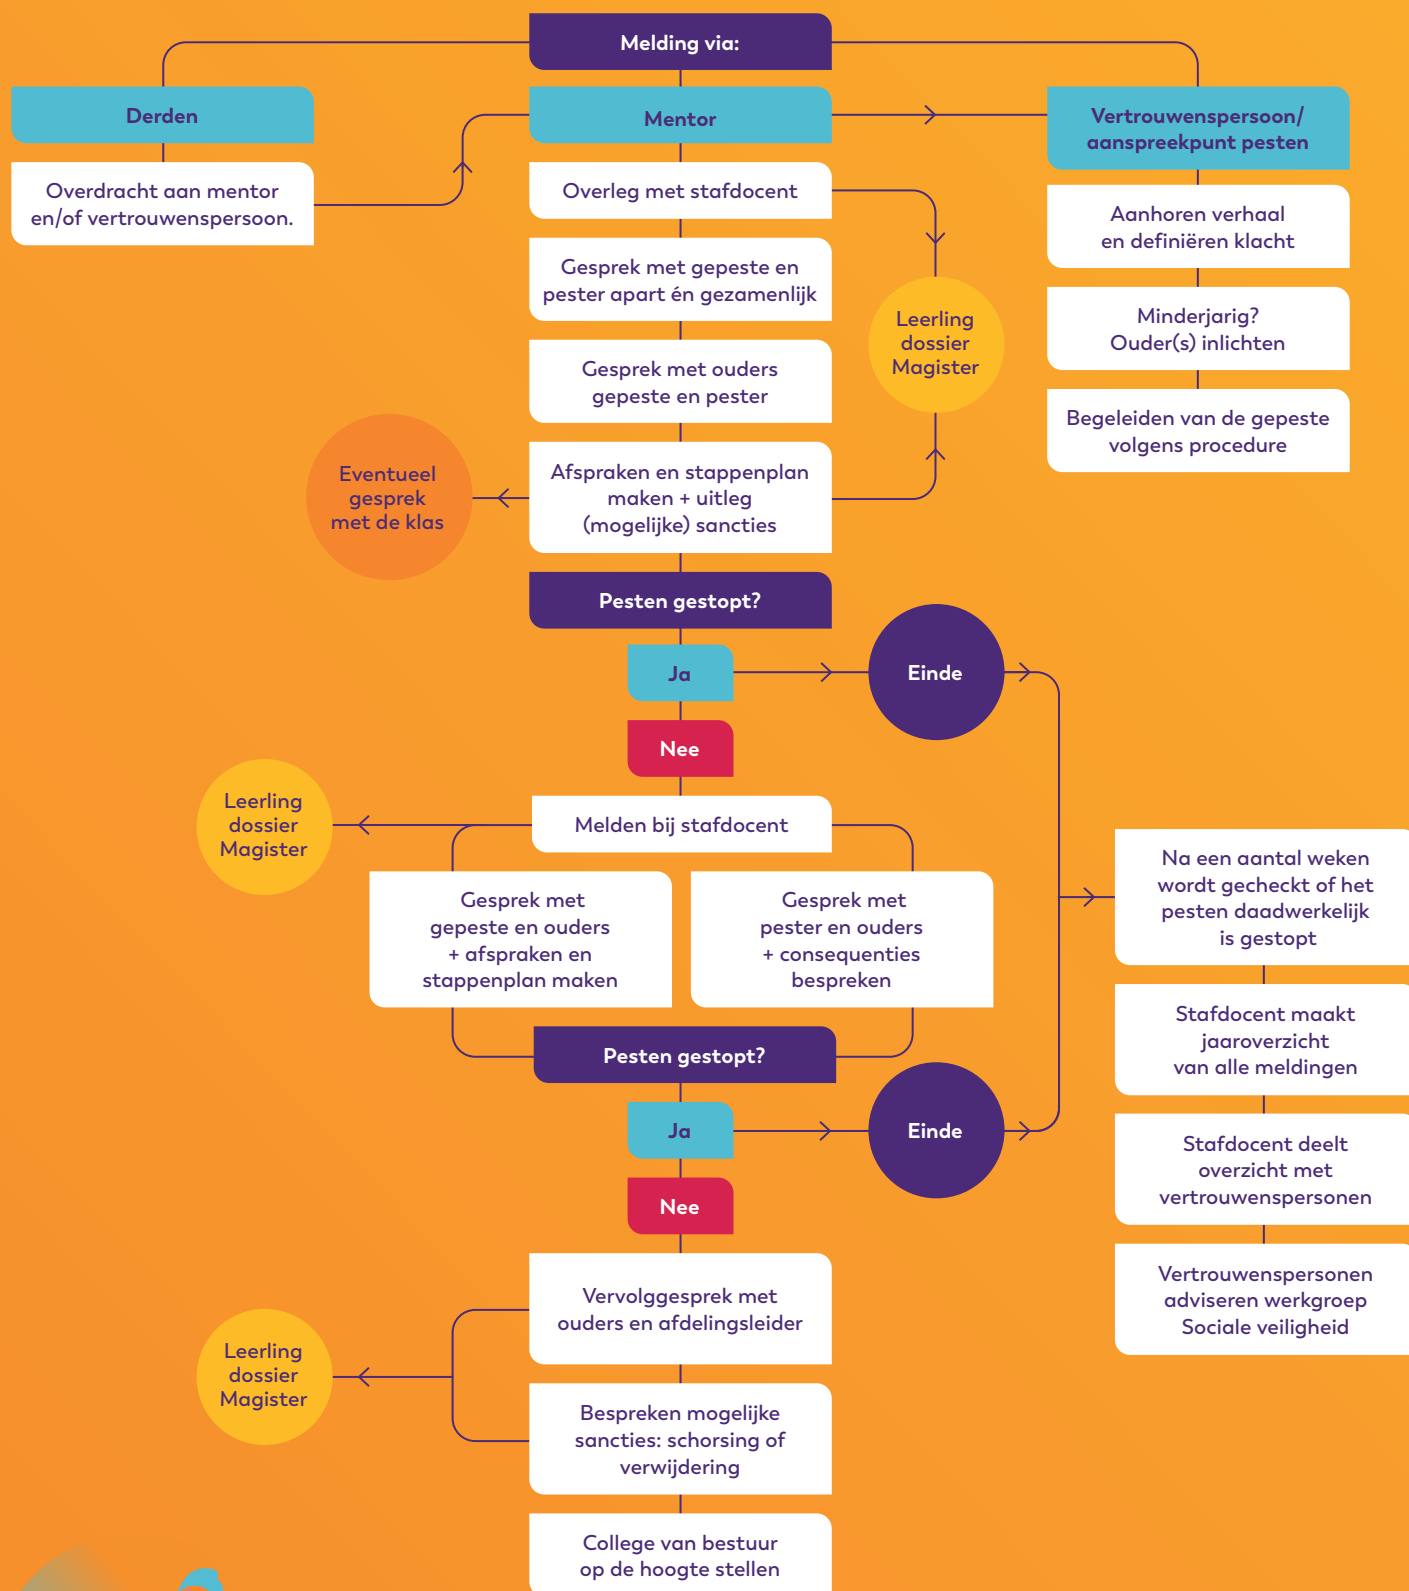 Melding via:
Derden
Overdracht aan mentor
en/of vertrouwenspersoon.
Mentor
Overleg met stafdocent
Gesprek met gepeste en
pester apart én gezamenlijk
Gesprek met ouders
gepeste en pester
Afspraken en stappenplan
maken + uitleg
(mogelijke) sancties
Eventueel
gesprek
met de klas
Leerling
dossier
Magister
Vertrouwenspersoon/
aanspreekpunt pesten
Aanhoren verhaal
en definiëren klacht
Minderjarig?
Ouder(s) inlichten
Begeleiden van de gepeste
volgens procedure
Pesten gestopt?
Ja
Einde
Nee
Melden bij stafdocent
Leerling
dossier
Magister
Gesprek met
gepeste en ouders
+ afspraken en
stappenplan maken
Gesprek met
pester en ouders
+ consequenties
bespreken
Pesten gestopt?
Ja
Einde
Nee
Na een aantal weken
wordt gecheckt of het
pesten daadwerkelijk
is gestopt
Stafdocent maakt
jaaroverzicht
van alle meldingen
Stafdocent deelt
overzicht met
vertrouwenspersonen
Vertrouwenspersonen
adviseren werkgroep
Sociale veiligheid
Vervolggesprek met
ouders en afdelingsleider
Leerling
dossier
Magister
Bespreken mogelijke
sancties: schorsing of
verwijdering
College van bestuur
op de hoogte stellen